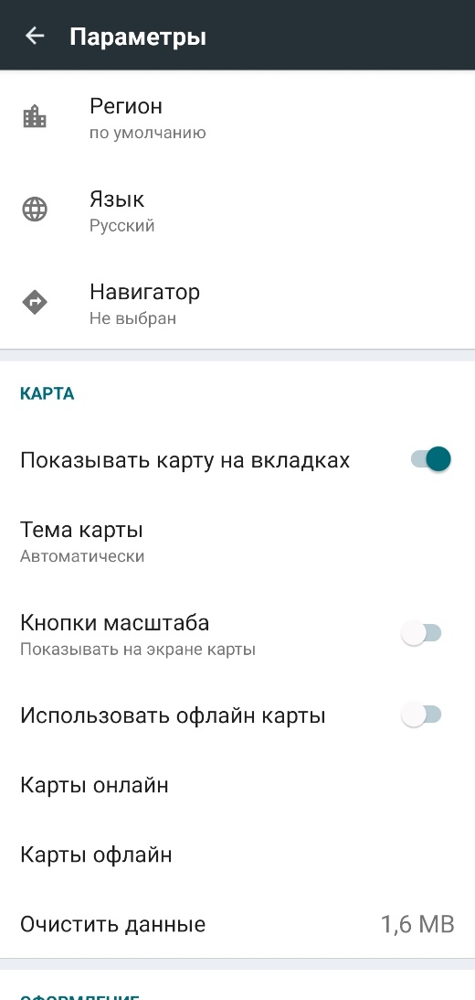 Параметры
Регион
по умолчанию
Язык
Русский
Навигатор
Не выбран
КАРТА
Показывать карту на вкладках
Тема карты
Автоматически
Кнопки масштаба
Показывать на экране карты
Использовать офлайн карты
Карты онлайн
Карты офлайн
Очистить данные 1,6 MB
ОФОРМЛЕНИЕ